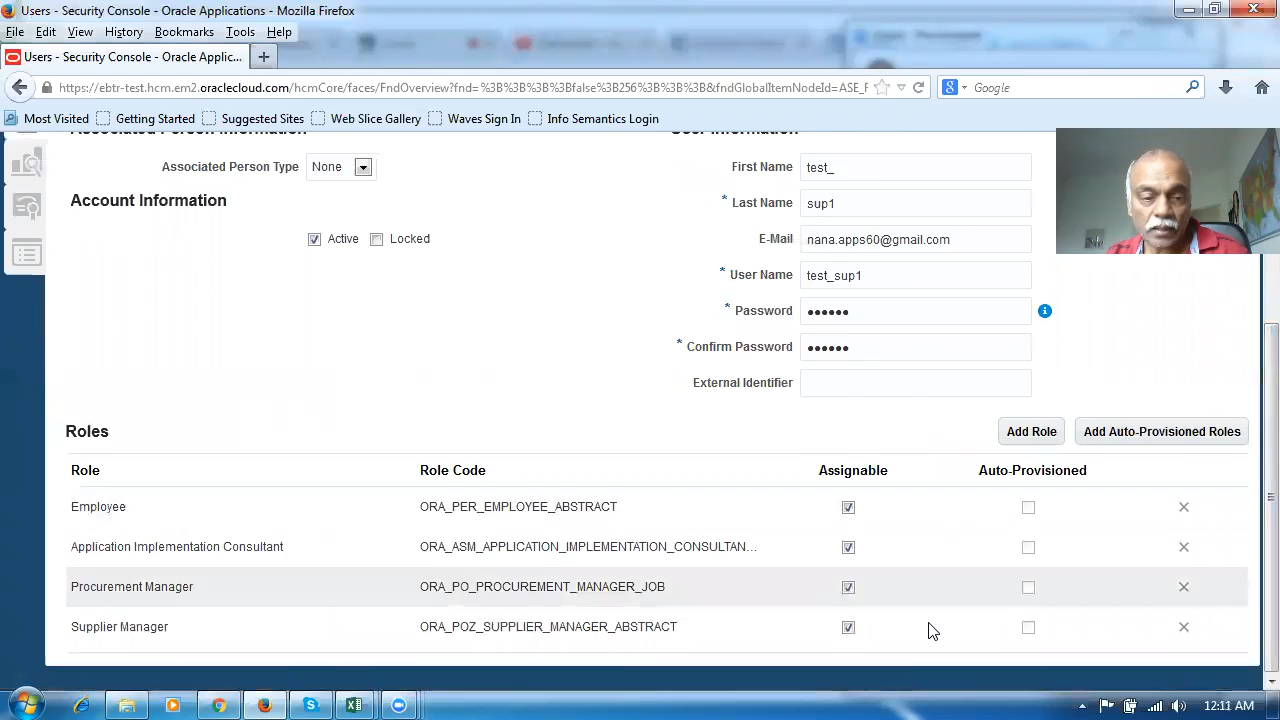 Users - Security Console - Oracle Applications - Mozilla Firefox
File Edit View History Bookmarks Tools Help
Users - Security Console - Oracle Applic... +
https://ebtr-test.hcm.em2.oraclecloud.com/hcmCore/faces/FndOverview?fnd=%3B%3B%3B%3Bfalse%3B256%3B%3B%3B&fndGlobalItemNodeId=ASE_F
Google
Most Visited Getting Started Suggested Sites Web Slice Gallery Waves Sign In Info Semantics Login
Associated Person Information User Information
Associated Person Type None
First Name test_
Account Information
* Last Name sup1
Active Locked
E-Mail nana.apps60@gmail.com
* User Name test_sup1
* Password ••••••
* Confirm Password ••••••
External Identifier
Roles Add Role Add Auto-Provisioned Roles
Role Role Code Assignable Auto-Provisioned
Employee ORA_PER_EMPLOYEE_ABSTRACT
Application Implementation Consultant ORA_ASM_APPLICATION_IMPLEMENTATION_CONSULTAN...
Procurement Manager ORA_PO_PROCUREMENT_MANAGER_JOB
Supplier Manager ORA_POZ_SUPPLIER_MANAGER_ABSTRACT
12:11 AM